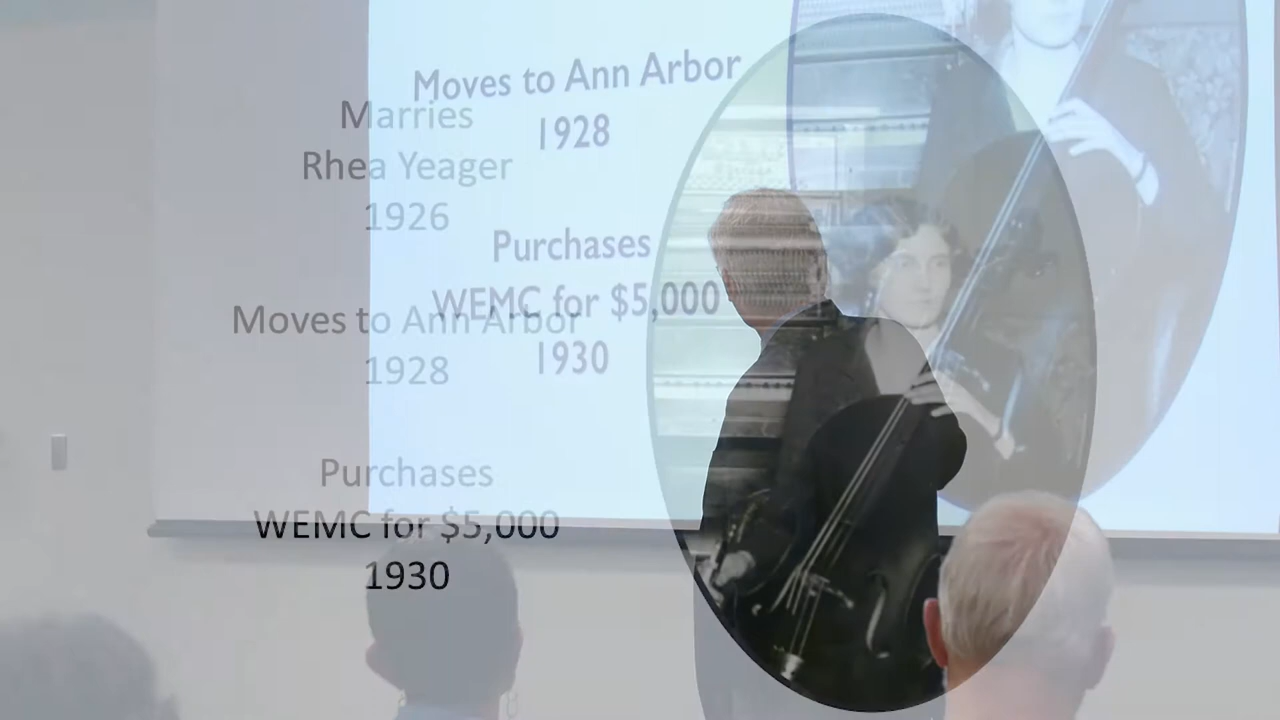 Moves to Ann Arbor
1928
Purchases
WEMC for $5,000
1930
Marries
Rhea Yeager
1926
Moves to Ann Arbor
1928
Purchases
WEMC for $5,000
1930